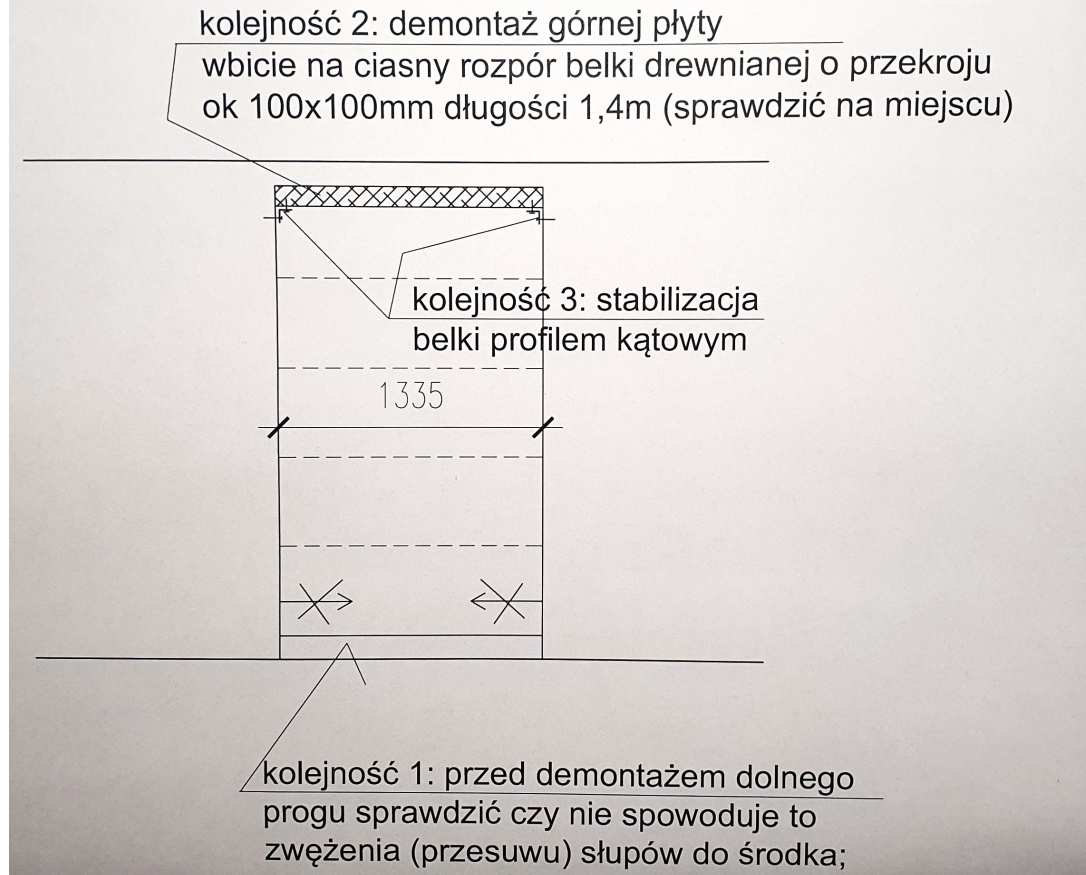 kolejność 2: demontaż górnej płyty
wbicie na ciasny rozpór belki drewnianej o przekroju
ok 100x100mm długości 1,4m (sprawdzić na miejscu)
kolejność 3: stabilizacja
belki profilem kątowym
1335
kolejność 1: przed demontażem dolnego
progu sprawdzić czy nie spowoduje to
zwężenia (przesuwu) słupów do środka;